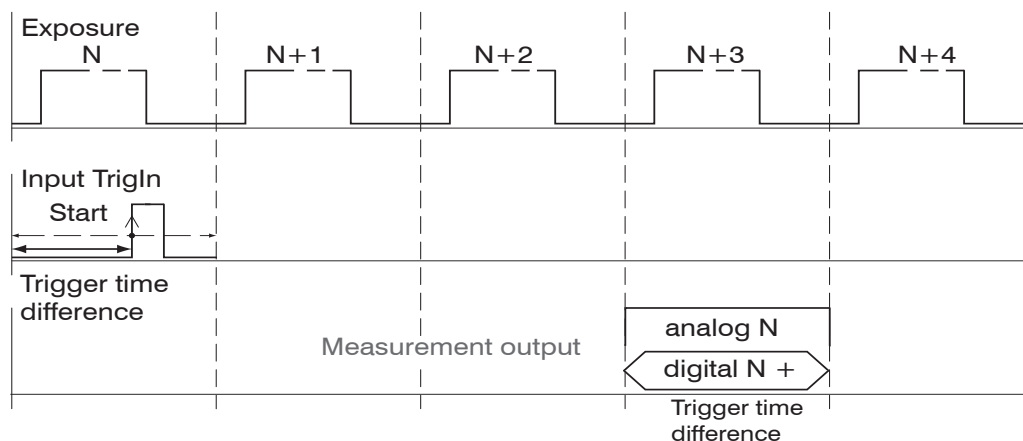 Exposure
N N+1 N+2 N+3 N+4
Input TrigIn
Start
Trigger time
difference
Measurement output
analog N
digital N +
Trigger time
difference